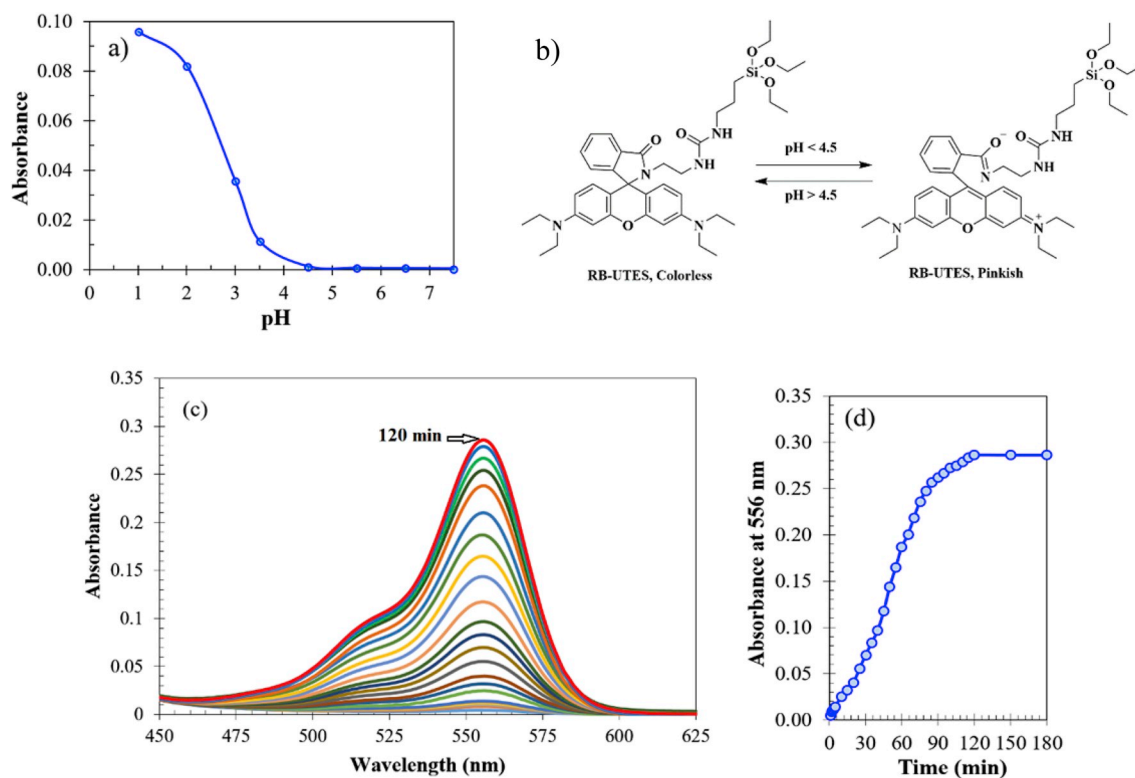 a)
Absorbance
0.10
0.08
0.06
0.04
0.02
0.00
0 1 2 3 4 5 6 7
pH
b)
O
O
Si
O
O
O
NH
NH
N
N
O
N
pH < 4.5
pH > 4.5
O
O
Si
O
O⁻
O
NH
NH
N
N
O
N⁺
RB-UTES, Colorless
RB-UTES, Pinkish
(c)
120 min
Absorbance
0.35
0.3
0.25
0.2
0.15
0.1
0.05
0
450 475 500 525 550 575 600 625
Wavelength (nm)
(d)
Absorbance at 556 nm
0.35
0.30
0.25
0.20
0.15
0.10
0.05
0.00
0 30 60 90 120 150 180
Time (min)